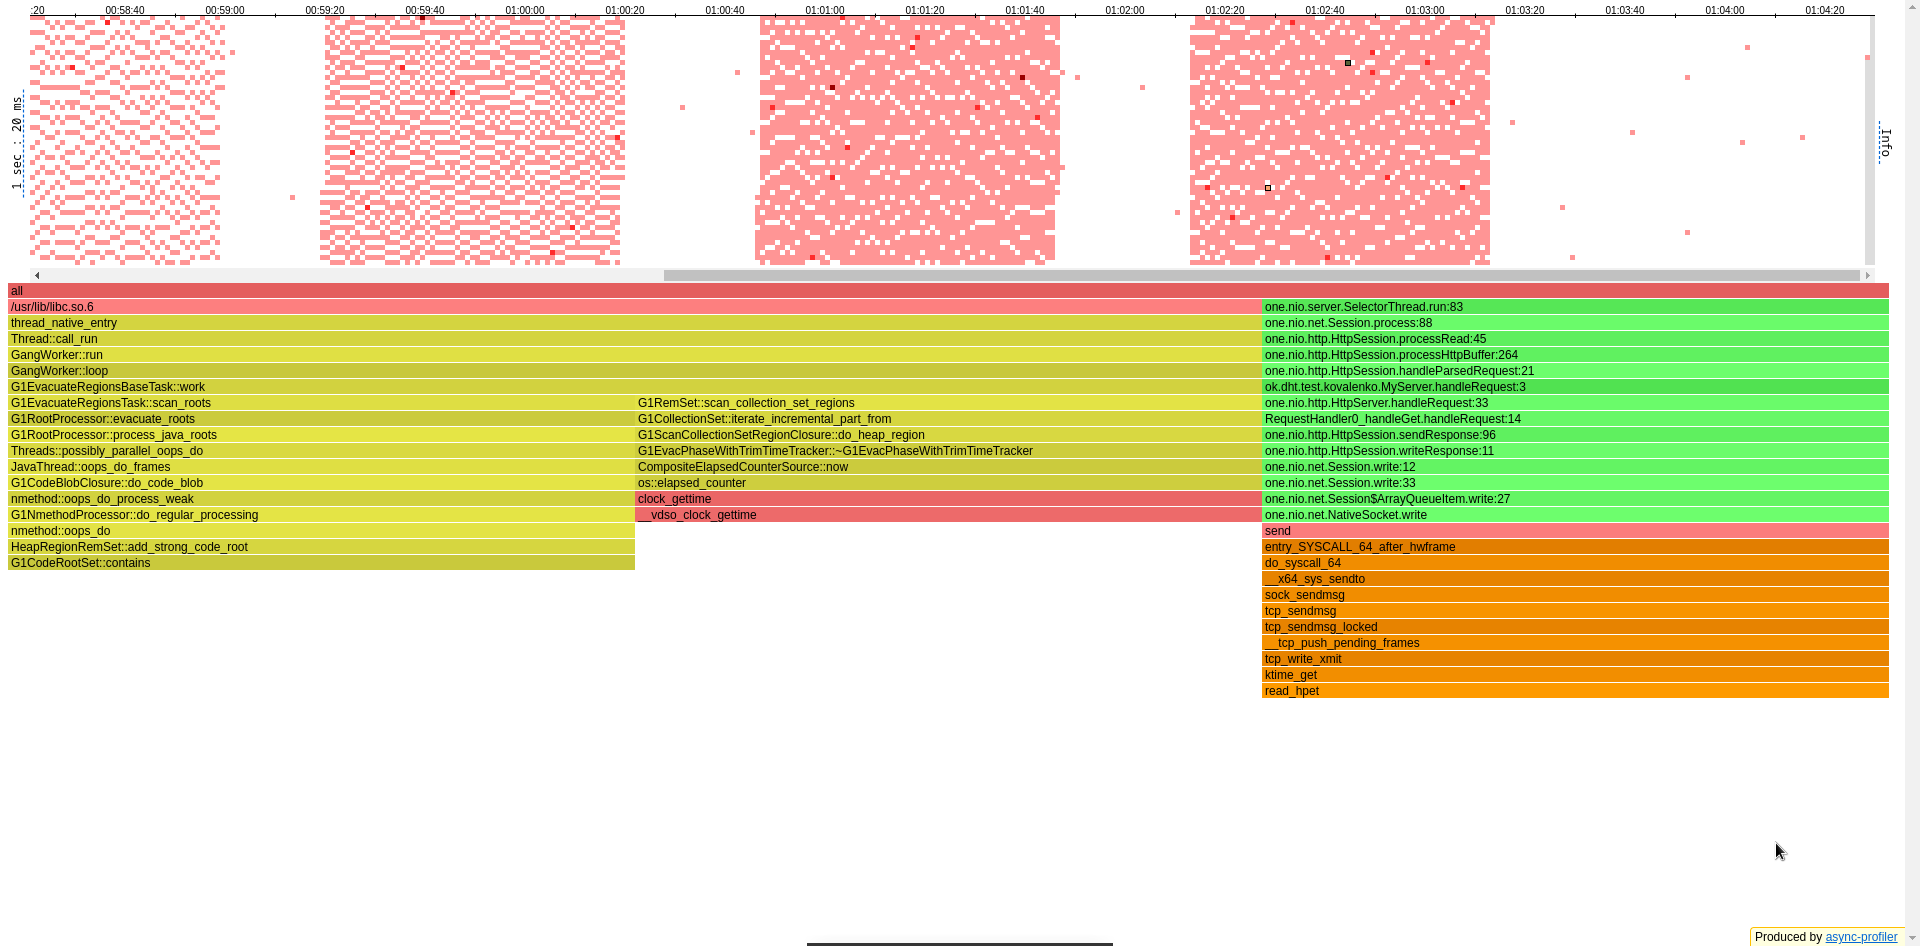 :20 00:58:40 00:59:00 00:59:20 00:59:40 01:00:00 01:00:20 01:00:40 01:01:00 01:01:20 01:01:40 01:02:00 01:02:20 01:02:40 01:03:00 01:03:20 01:03:40 01:04:00 01:04:20
1 sec : 20 ms
Info
all
/usr/lib/libc.so.6 one.nio.server.SelectorThread.run:83
thread_native_entry one.nio.net.Session.process:88
Thread::call_run one.nio.http.HttpSession.processRead:45
GangWorker::run one.nio.http.HttpSession.processHttpBuffer:264
GangWorker::loop one.nio.http.HttpSession.handleParsedRequest:21
G1EvacuateRegionsBaseTask::work ok.dht.test.kovalenko.MyServer.handleRequest:3
G1EvacuateRegionsTask::scan_roots G1RemSet::scan_collection_set_regions one.nio.http.HttpServer.handleRequest:33
G1RootProcessor::evacuate_roots G1CollectionSet::iterate_incremental_part_from RequestHandler0_handleGet.handleRequest:14
G1RootProcessor::process_java_roots G1ScanCollectionSetRegionClosure::do_heap_region one.nio.http.HttpSession.sendResponse:96
Threads::possibly_parallel_oops_do G1EvacPhaseWithTrimTimeTracker::~G1EvacPhaseWithTrimTimeTracker one.nio.http.HttpSession.writeResponse:11
JavaThread::oops_do_frames CompositeElapsedCounterSource::now one.nio.net.Session.write:12
G1CodeBlobClosure::do_code_blob os::elapsed_counter one.nio.net.Session.write:33
nmethod::oops_do_process_weak clock_gettime one.nio.net.Session$ArrayQueueItem.write:27
G1NmethodProcessor::do_regular_processing __vdso_clock_gettime one.nio.net.NativeSocket.write
nmethod::oops_do send
HeapRegionRemSet::add_strong_code_root entry_SYSCALL_64_after_hwframe
G1CodeRootSet::contains do_syscall_64
__x64_sys_sendto
sock_sendmsg
tcp_sendmsg
tcp_sendmsg_locked
__tcp_push_pending_frames
tcp_write_xmit
ktime_get
read_hpet
Produced by async-profiler